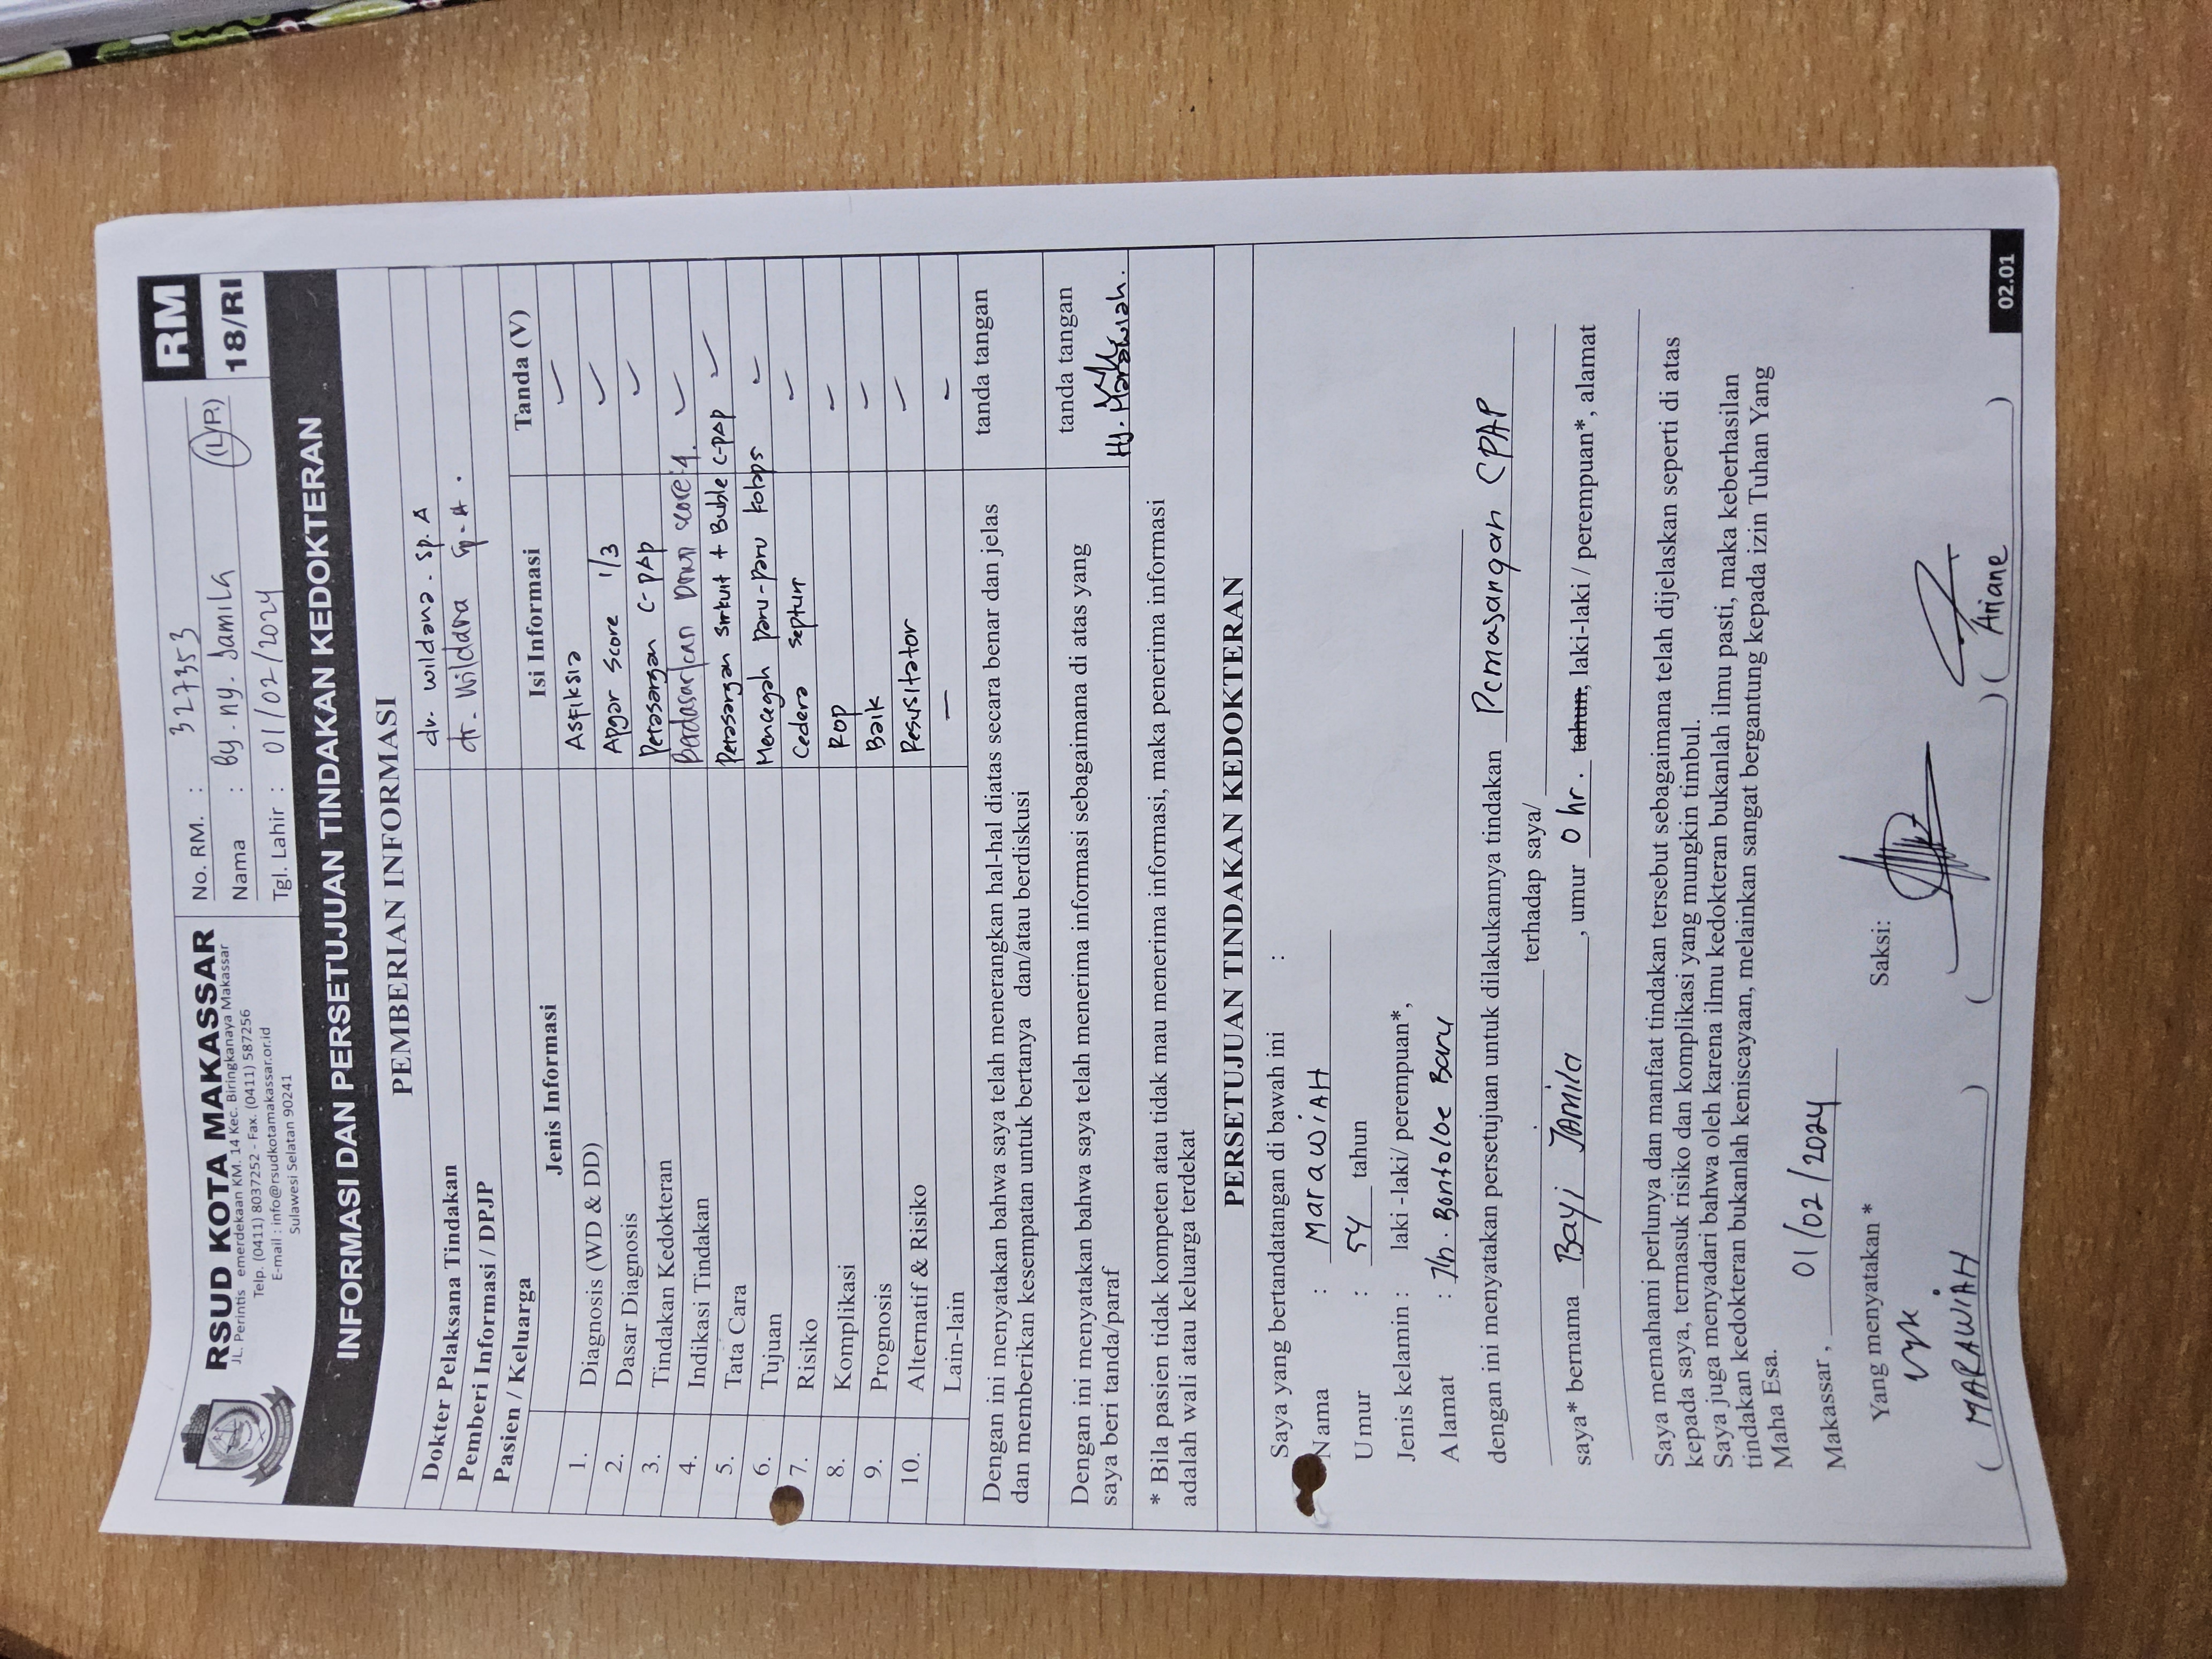 RSUD KOTA MAKASSAR
JL. Perintis emerdekaan KM. 14 Kec. Biringkanaya Makassar
Telp. (0411) 8037252 - Fax. (0411) 587256
E-mail : info@rsudkotamakassar.or.id
Sulawesi Selatan 90241
No. RM. : 327353
Nama : By. ny. Jamila (L/P.)
Tgl. Lahir : 01/02/2024
RM
18/RI
INFORMASI DAN PERSETUJUAN TINDAKAN KEDOKTERAN
PEMBERIAN INFORMASI
Dokter Pelaksana Tindakan dr. wildana. Sp. A
Pemberi Informasi / DPJP dr. Wildana Sp-A.
Pasien / Keluarga
Jenis Informasi Isi Informasi Tanda (V)
1. Diagnosis (WD & DD) Asfiksia ✓
2. Dasar Diagnosis Apgar Score 1/3 ✓
3. Tindakan Kedokteran Pemasangan C-PAP ✓
4. Indikasi Tindakan Berdasarkan Down score 4. ✓
5. Tata Cara Pemasangan Sirkuit + Buble C-PAP ✓
6. Tujuan Mencegah paru-paru kolaps ✓
7. Risiko Cedera Septum ✓
8. Komplikasi ROP ✓
9. Prognosis Baik ✓
10. Alternatif & Risiko Resusitator ✓
Lain-lain — –
Dengan ini menyatakan bahwa saya telah menerangkan hal-hal diatas secara benar dan jelas tanda tangan
dan memberikan kesempatan untuk bertanya dan/atau berdiskusi
Dengan ini menyatakan bahwa saya telah menerima informasi sebagaimana di atas yang tanda tangan
saya beri tanda/paraf Hj. Marawiah.
* Bila pasien tidak kompeten atau tidak mau menerima informasi, maka penerima informasi
adalah wali atau keluarga terdekat
PERSETUJUAN TINDAKAN KEDOKTERAN
Saya yang bertandatangan di bawah ini :
Nama : MarawiAH
Umur : 54 tahun
Jenis kelamin : laki -laki/ perempuan*,
Alamat : Jln. Bontoloe Baru
dengan ini menyatakan persetujuan untuk dilakukannya tindakan Pemasangan CPAP
terhadap saya/
saya* bernama Bayi JAmila, umur 0 hr. tahun, laki-laki / perempuan*, alamat
Saya memahami perlunya dan manfaat tindakan tersebut sebagaimana telah dijelaskan seperti di atas
kepada saya, termasuk risiko dan komplikasi yang mungkin timbul.
Saya juga menyadari bahwa oleh karena ilmu kedokteran bukanlah ilmu pasti, maka keberhasilan
tindakan kedokteran bukanlah keniscayaan, melainkan sangat bergantung kepada izin Tuhan Yang
Maha Esa.
Makassar , 01/02/2024
Yang menyatakan * Saksi:
( MARAWiAH ) ( ) ( Ariane )
02.01